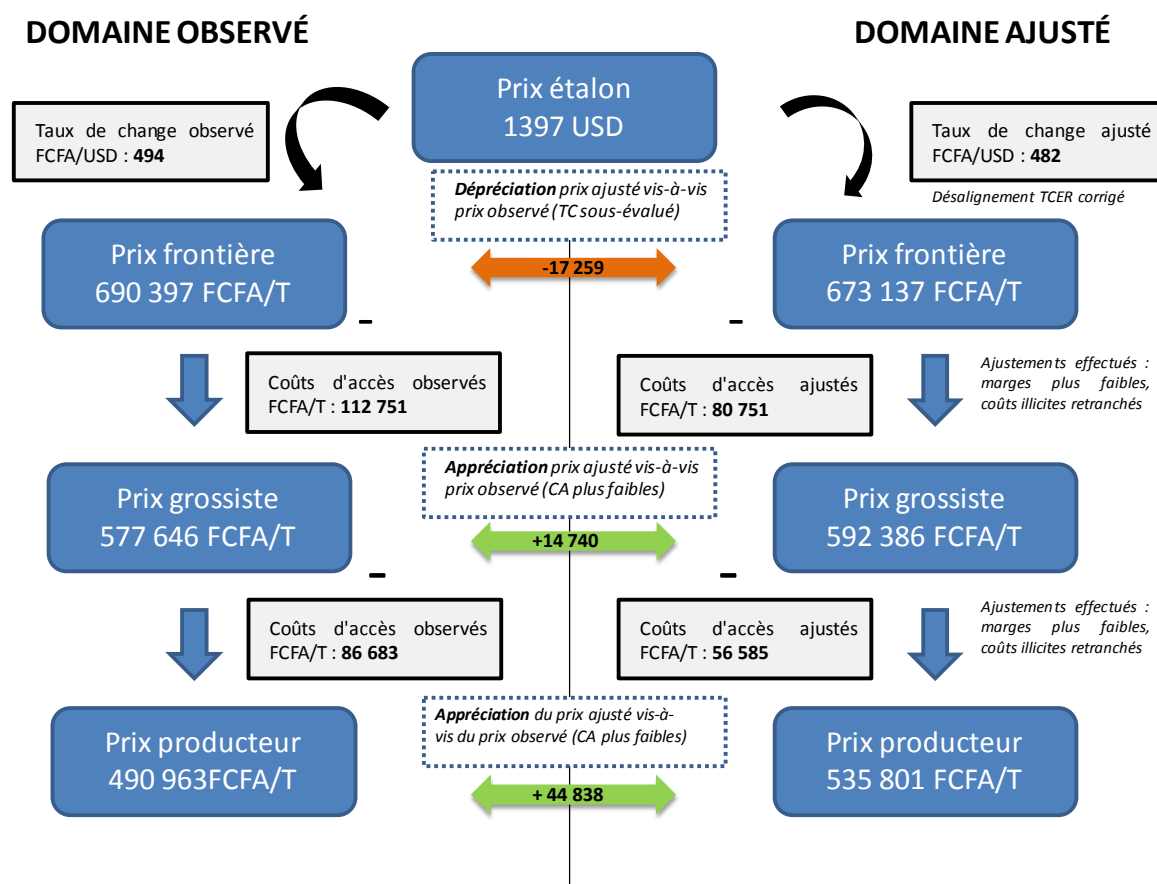 DOMAINE OBSERVÉ
DOMAINE AJUSTÉ
Prix étalon
1397 USD
Taux de change observé
FCFA/USD : 494
Taux de change ajusté
FCFA/USD : 482
Désalignement TCER corrigé
Dépréciation prix ajusté vis-à-vis
prix observé (TC sous-évalué)
Prix frontière
690 397 FCFA/T
-17 259
Prix frontière
673 137 FCFA/T
-
-
Coûts d'accès observés
FCFA/T : 112 751
Coûts d'accès ajustés
FCFA/T : 80 751
Ajustements effectués :
marges plus faibles,
coûts illicites retranchés
Appréciation prix ajusté vis-à-vis
prix observé (CA plus faibles)
Prix grossiste
577 646 FCFA/T
+14 740
Prix grossiste
592 386 FCFA/T
-
-
Coûts d'accès observés
FCFA/T : 86 683
Coûts d'accès ajustés
FCFA/T : 56 585
Ajustements effectués :
marges plus faibles,
coûts illicites retranchés
Appréciation du prix ajusté vis-à-
vis du prix observé (CA plus faibles)
Prix producteur
490 963FCFA/T
+ 44 838
Prix producteur
535 801 FCFA/T